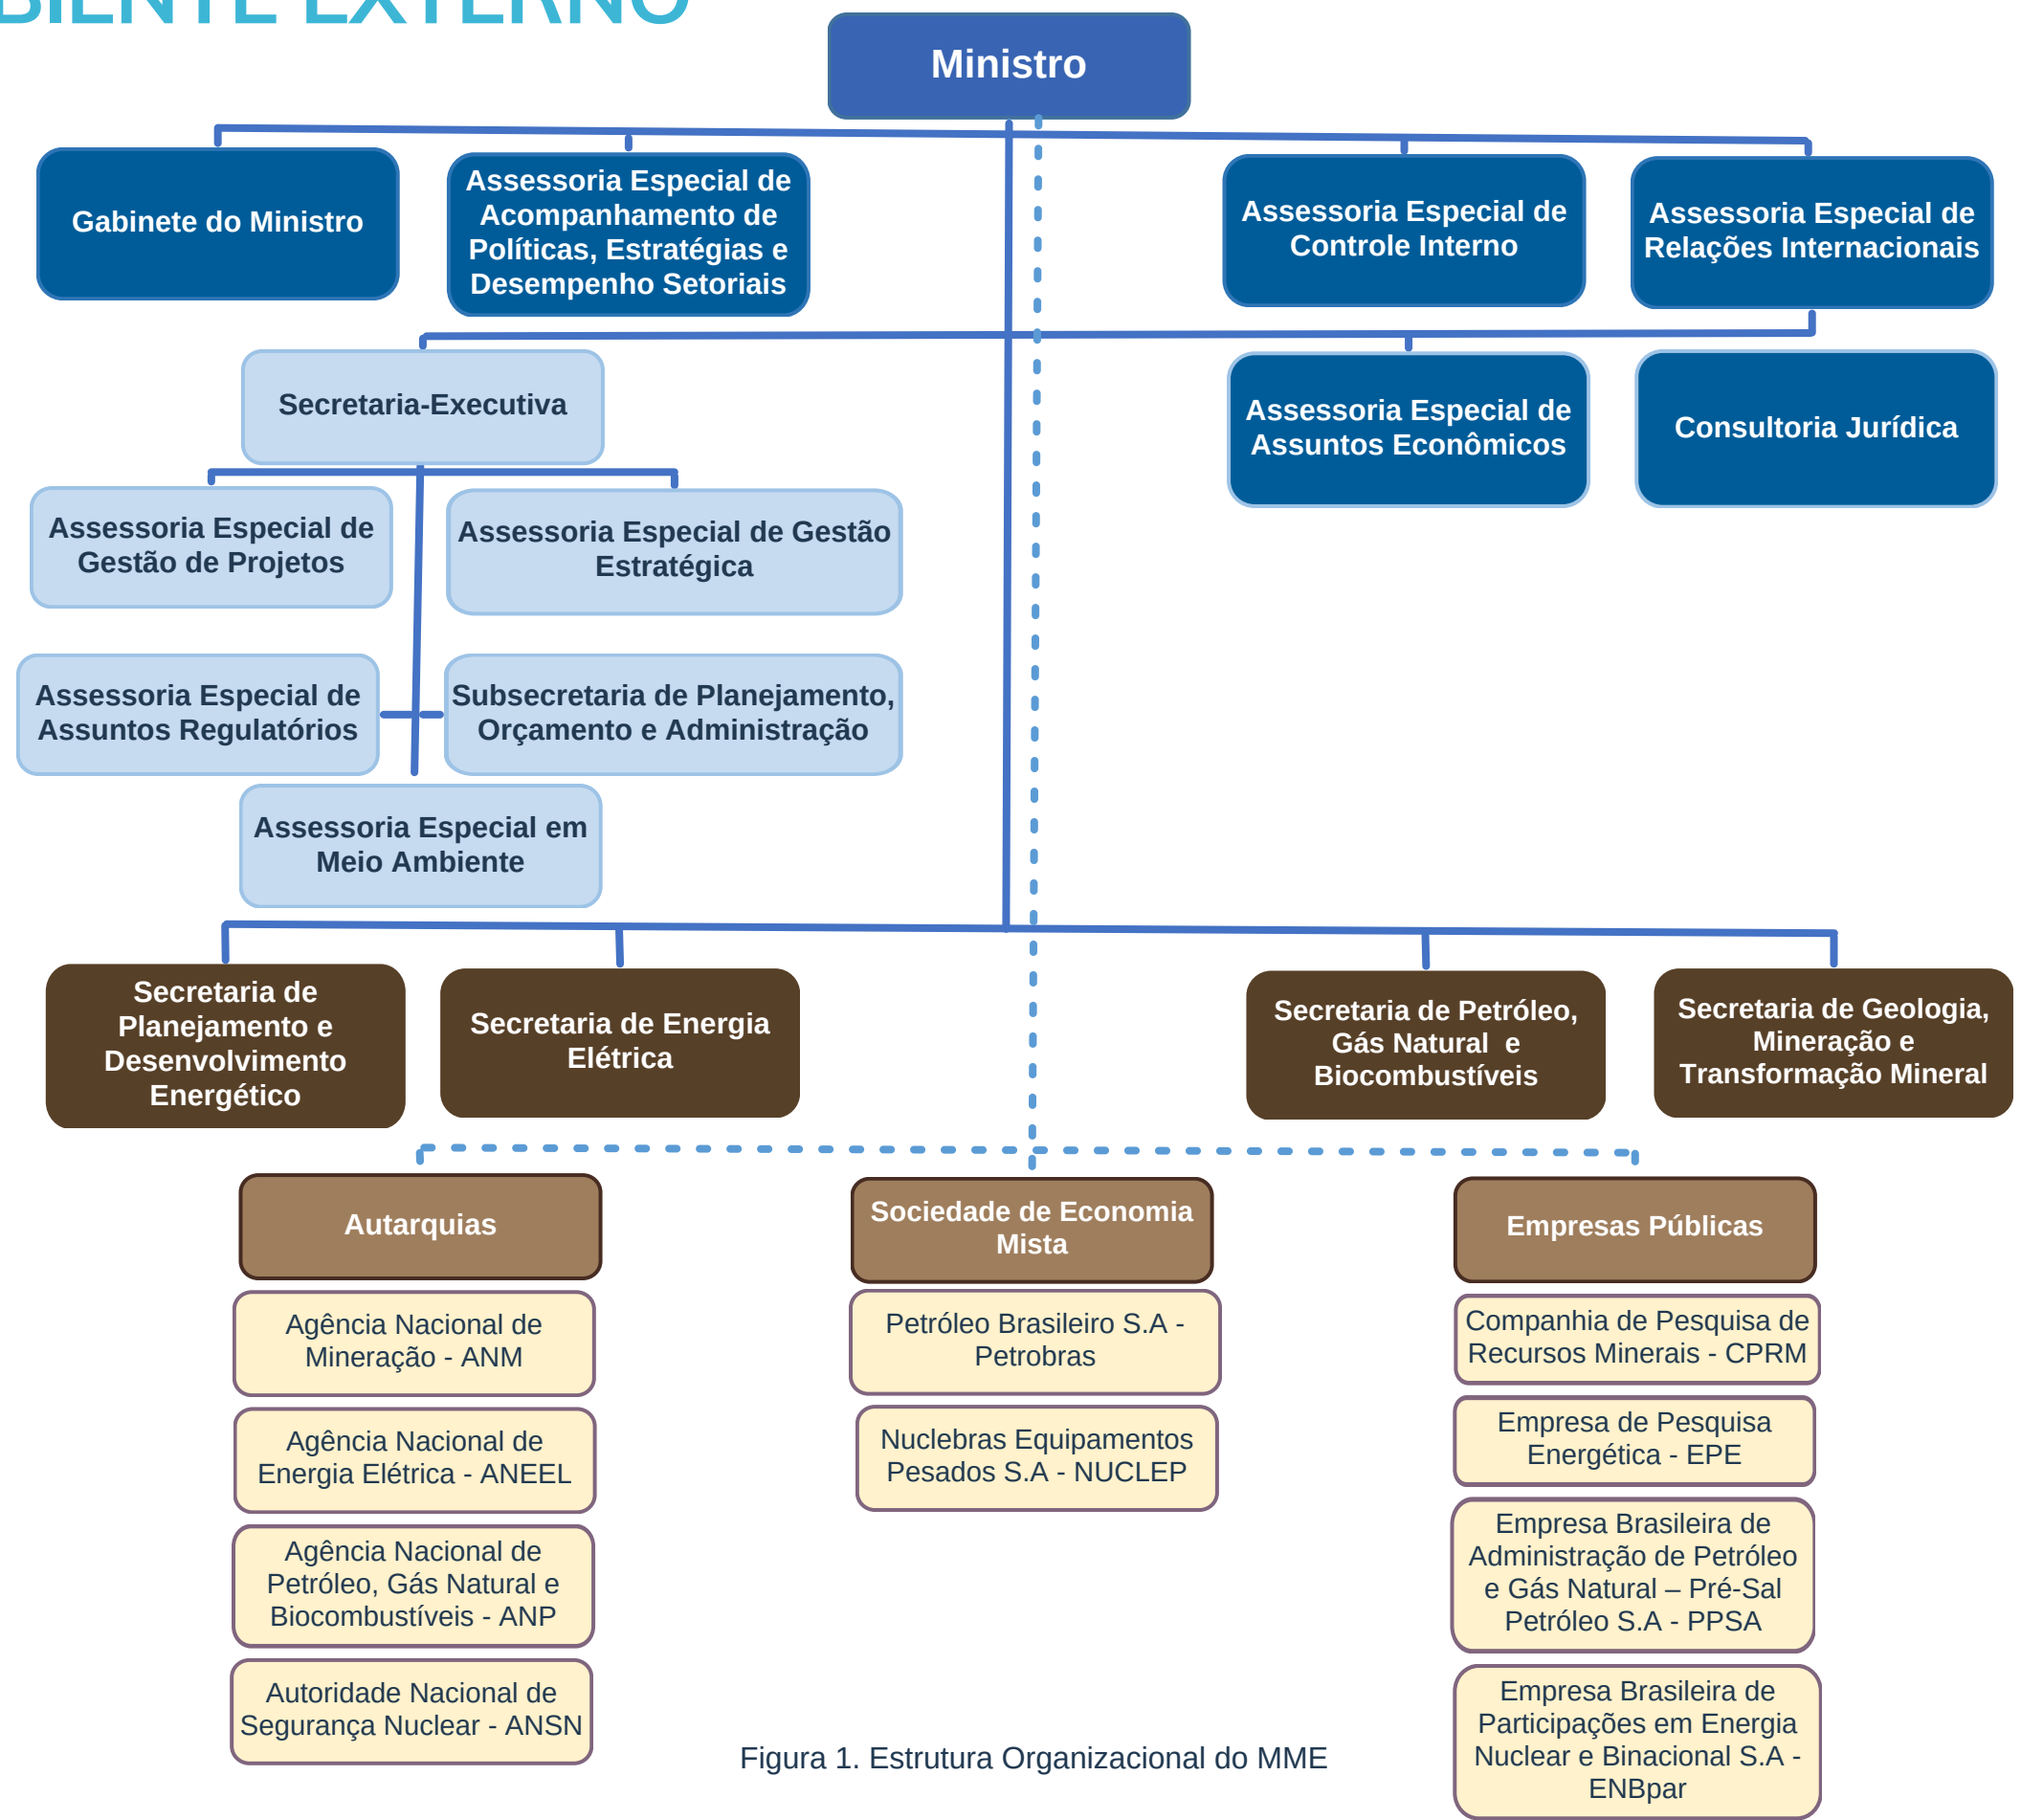 BIENTE EXTERNO
Ministro
Gabinete do Ministro
Assessoria Especial de
Acompanhamento de
Políticas, Estratégias e
Desempenho Setoriais
Assessoria Especial de
Controle Interno
Assessoria Especial de
Relações Internacionais
Secretaria-Executiva
Assessoria Especial de
Assuntos Econômicos
Consultoria Jurídica
Assessoria Especial de
Gestão de Projetos
Assessoria Especial de Gestão
Estratégica
Assessoria Especial de
Assuntos Regulatórios
Subsecretaria de Planejamento,
Orçamento e Administração
Assessoria Especial em
Meio Ambiente
Secretaria de
Planejamento e
Desenvolvimento
Energético
Secretaria de Energia
Elétrica
Secretaria de Petróleo,
Gás Natural  e
Biocombustíveis
Secretaria de Geologia,
Mineração e
Transformação Mineral
Autarquias
Agência Nacional de
Mineração - ANM
Agência Nacional de
Energia Elétrica - ANEEL
Agência Nacional de
Petróleo, Gás Natural e
Biocombustíveis - ANP
Autoridade Nacional de
Segurança Nuclear - ANSN
Sociedade de Economia
Mista
Petróleo Brasileiro S.A -
Petrobras
Nuclebras Equipamentos
Pesados S.A - NUCLEP
Empresas Públicas
Companhia de Pesquisa de
Recursos Minerais - CPRM
Empresa de Pesquisa
Energética - EPE
Empresa Brasileira de
Administração de Petróleo
e Gás Natural – Pré-Sal
Petróleo S.A - PPSA
Empresa Brasileira de
Participações em Energia
Nuclear e Binacional S.A -
ENBpar
Figura 1. Estrutura Organizacional do MME